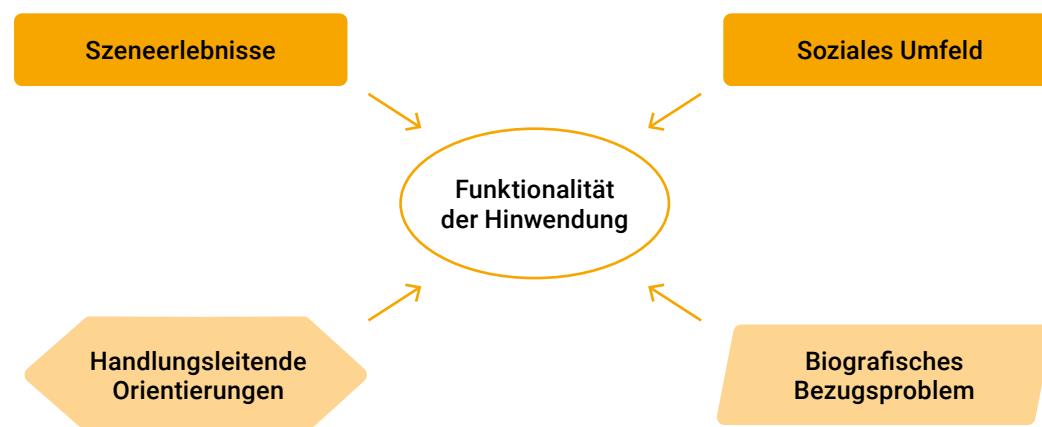 Szeneerlebnisse
Soziales Umfeld
Funktionalität
der Hinwendung
Handlungsleitende
Orientierungen
Biografisches
Bezugsproblem